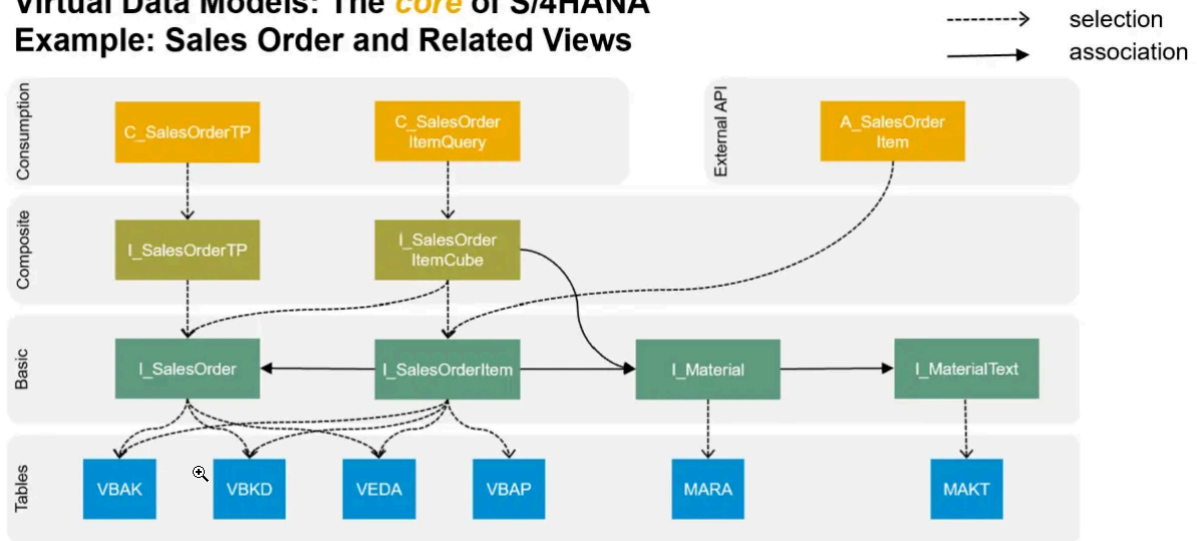 Virtual Data Models: The core of S/4HANA
Example: Sales Order and Related Views
selection
association
Consumption
C_SalesOrderTP
C_SalesOrder
ItemQuery
External API
A_SalesOrder
Item
Composite
I_SalesOrderTP
I_SalesOrder
ItemCube
Basic
I_SalesOrder
I_SalesOrderItem
I_Material
I_MaterialText
Tables
VBAK
VBKD
VEDA
VBAP
MARA
MAKT